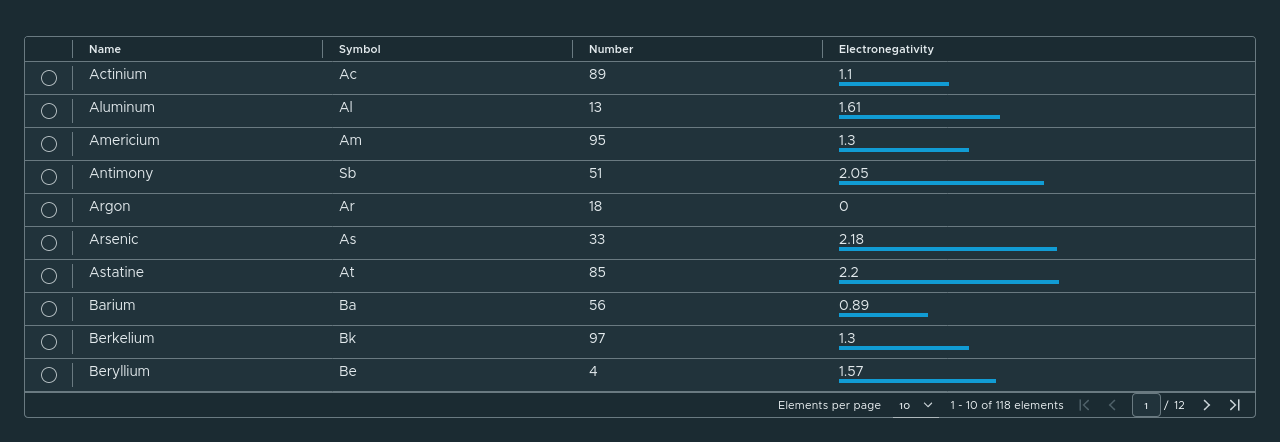 Name Symbol Number Electronegativity
Actinium Ac 89 1.1
Aluminum Al 13 1.61
Americium Am 95 1.3
Antimony Sb 51 2.05
Argon Ar 18 0
Arsenic As 33 2.18
Astatine At 85 2.2
Barium Ba 56 0.89
Berkelium Bk 97 1.3
Beryllium Be 4 1.57
Elements per page 10 1 - 10 of 118 elements 1 / 12